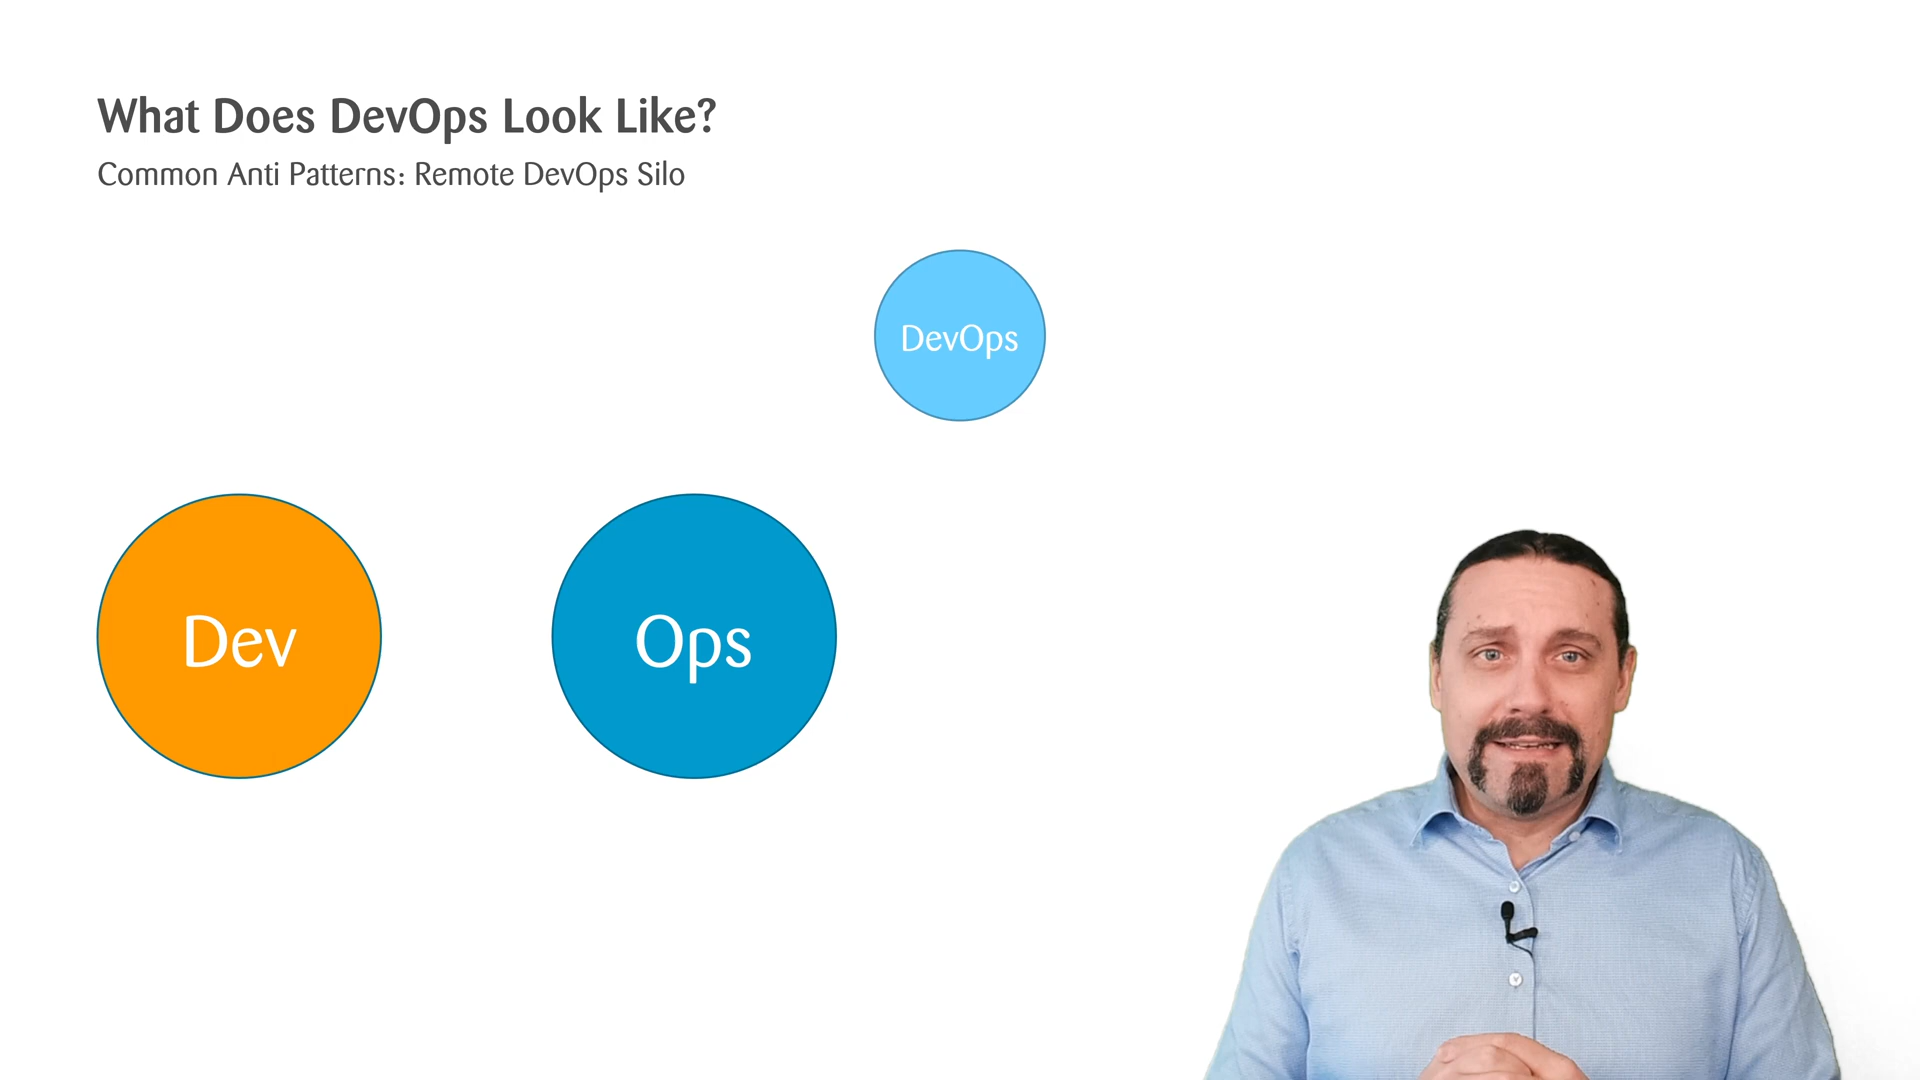 What Does DevOps Look Like?
Common Anti Patterns: Remote DevOps Silo
DevOps
Dev
Ops